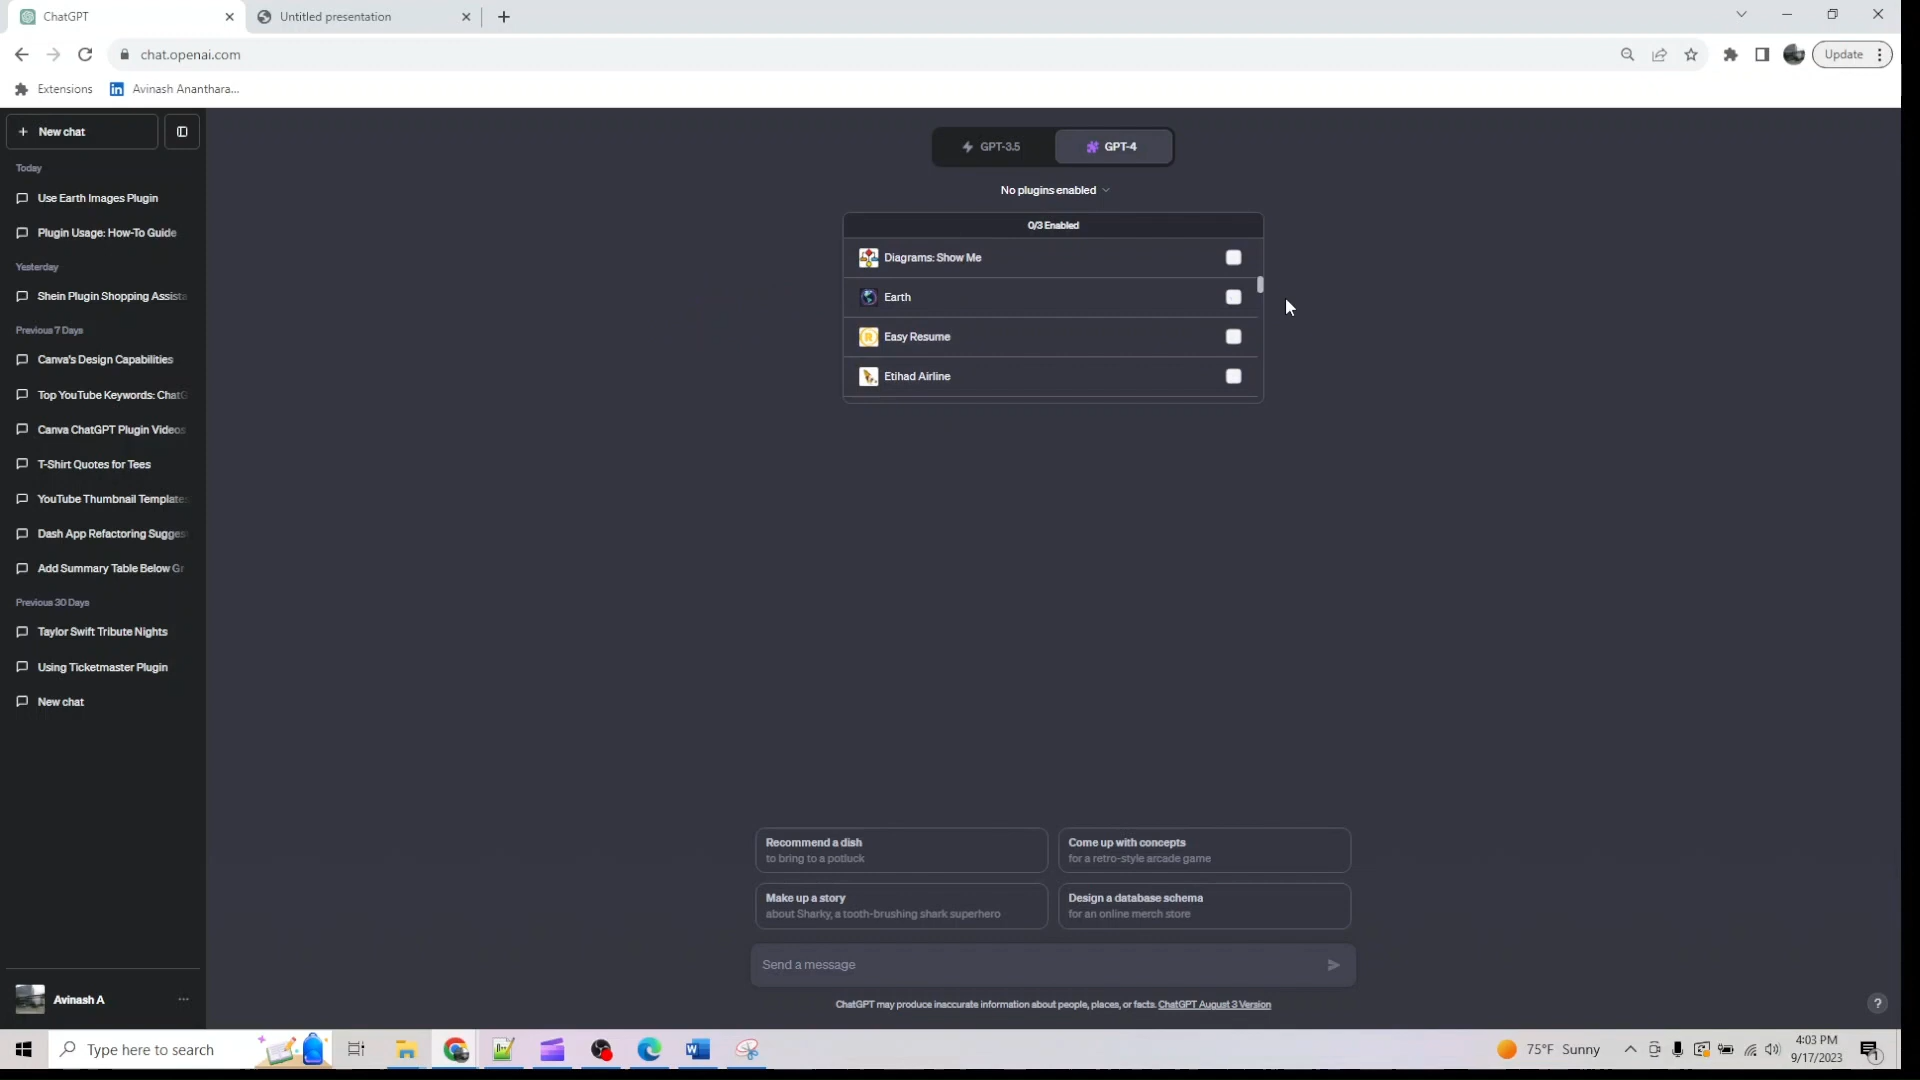 ChatGPT
Untitled presentation
chat.openai.com
Update
Extensions
Avinash Ananthara...
New chat
Today
Use Earth Images Plugin
Plugin Usage: How-To Guide
Yesterday
Shein Plugin Shopping Assista
Previous 7 Days
Canva's Design Capabilities
Top YouTube Keywords: ChatG
Canva ChatGPT Plugin Videos
T-Shirt Quotes for Tees
YouTube Thumbnail Templates
Dash App Refactoring Sugges
Add Summary Table Below Gr
Previous 30 Days
Taylor Swift Tribute Nights
Using Ticketmaster Plugin
New chat
Avinash A
GPT-3.5
GPT-4
No plugins enabled
0/3 Enabled
Diagrams: Show Me
Earth
Easy Resume
Etihad Airline
Recommend a dish
to bring to a potluck
Come up with concepts
for a retro-style arcade game
Make up a story
about Sharky, a tooth-brushing shark superhero
Design a database schema
for an online merch store
Send a message
ChatGPT may produce inaccurate information about people, places, or facts. ChatGPT August 3 Version
?
Type here to search
75°F Sunny
4:03 PM
9/17/2023
1